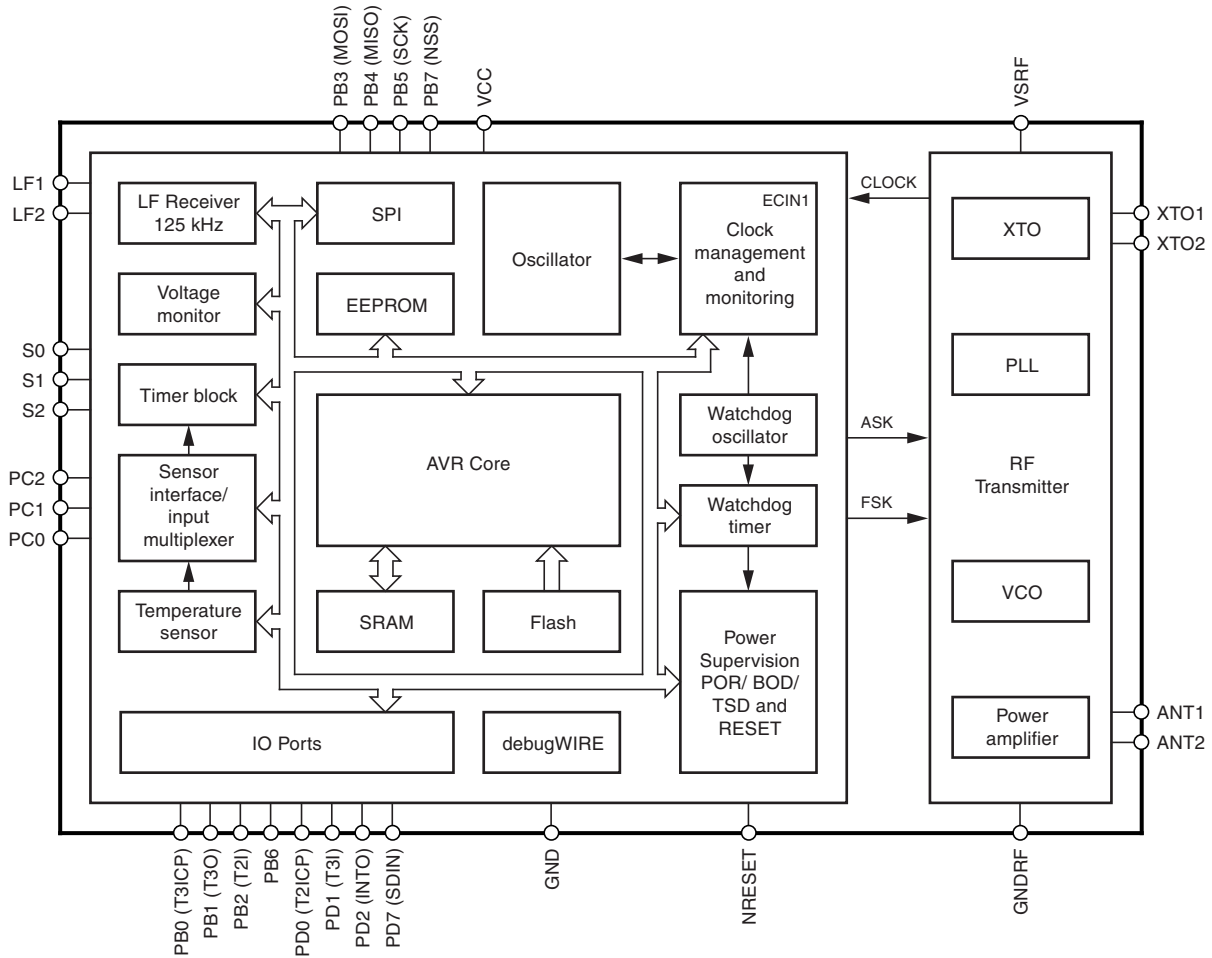 PB3 (MOSI)
PB4 (MISO)
PB5 (SCK)
PB7 (NSS)
VCC
VSRF
LF1
LF2
S0
S1
S2
PC2
PC1
PC0
LF Receiver
125 kHz
SPI
Oscillator
ECIN1
Clock
management
and
monitoring
Voltage
monitor
EEPROM
Timer block
AVR Core
Watchdog
oscillator
Sensor
interface/
input
multiplexer
Watchdog
timer
Temperature
sensor
SRAM
Flash
Power
Supervision
POR/ BOD/
TSD and
RESET
IO Ports
debugWIRE
CLOCK
ASK
FSK
XTO
PLL
RF
Transmitter
VCO
Power
amplifier
XTO1
XTO2
ANT1
ANT2
PB0 (T3ICP)
PB1 (T3O)
PB2 (T2I)
PB6
PD0 (T2ICP)
PD1 (T3I)
PD2 (INTO)
PD7 (SDIN)
GND
NRESET
GNDRF